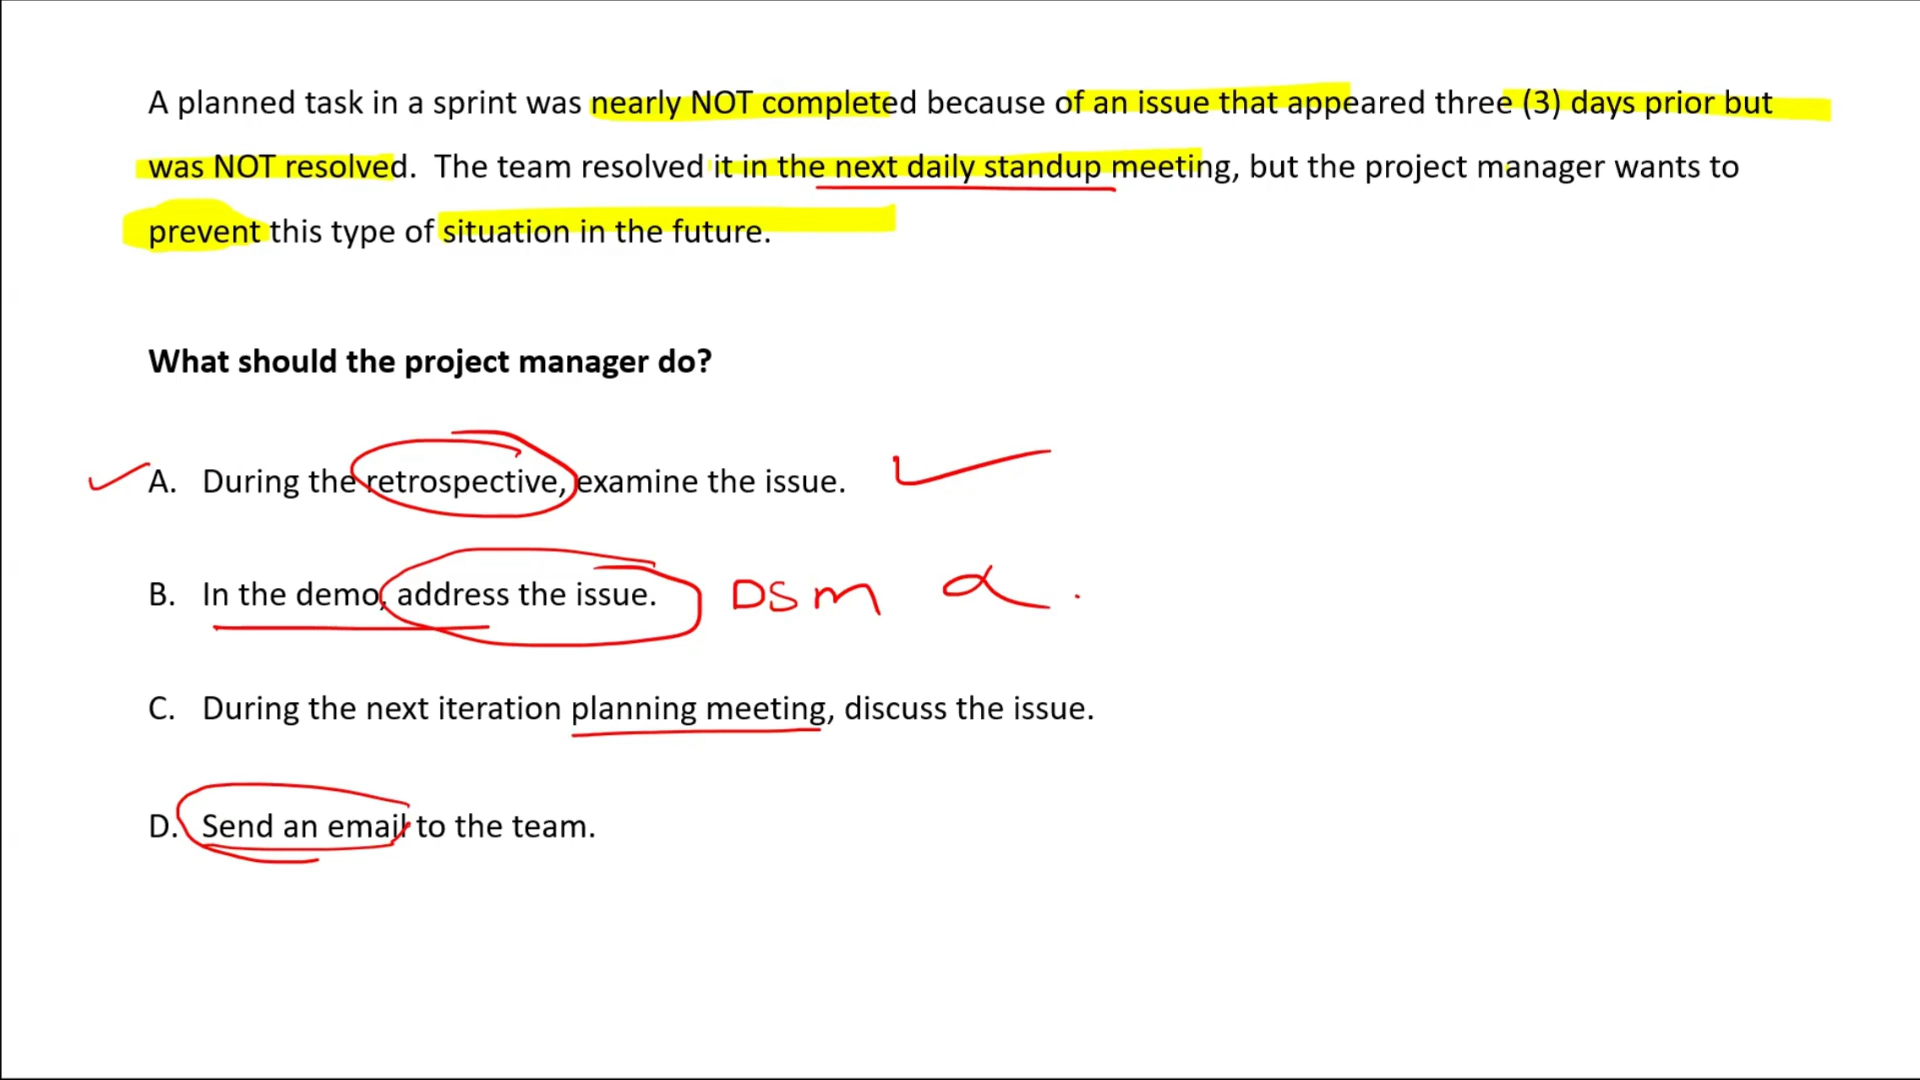 A planned task in a sprint was nearly NOT completed because of an issue that appeared three (3) days prior but
was NOT resolved. The team resolved it in the next daily standup meeting, but the project manager wants to
prevent this type of situation in the future.
What should the project manager do?
A. During the retrospective, examine the issue.
B. In the demo, address the issue. DSM
C. During the next iteration planning meeting, discuss the issue.
D. Send an email to the team.